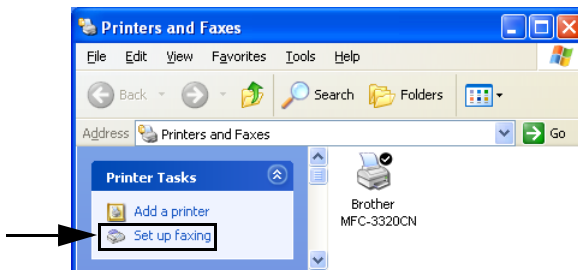 Printers and Faxes
File Edit View Favorites Tools Help
Back Search Folders
Address Printers and Faxes Go
Printer Tasks
Add a printer
Set up faxing
Brother
MFC-3320CN